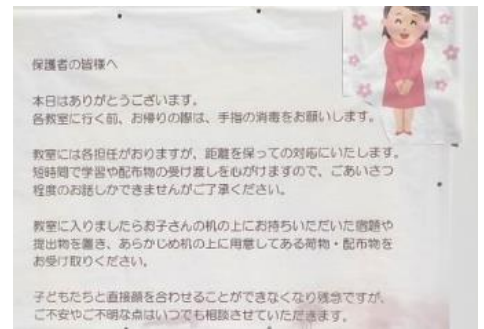 保護者の皆様へ
本日はありがとうございます。
各教室に行く前、お帰りの際は、手指の消毒をお願いします。
教室には各担任がおりますが、距離を保っての対応にいたします。
短時間で学習や配布物の受け渡しを心がけますので、ごあいさつ
程度のお話しかできませんがご了承ください。
教室に入りましたらお子さんの机の上にお持ちいただいた宿題や
提出物を置き、あらかじめ机の上に用意してある荷物・配布物を
お受け取りください。
子どもたちと直接顔を合わせることができなくなり残念ですが、
ご不安やご不明な点はいつでも相談させていただきます。